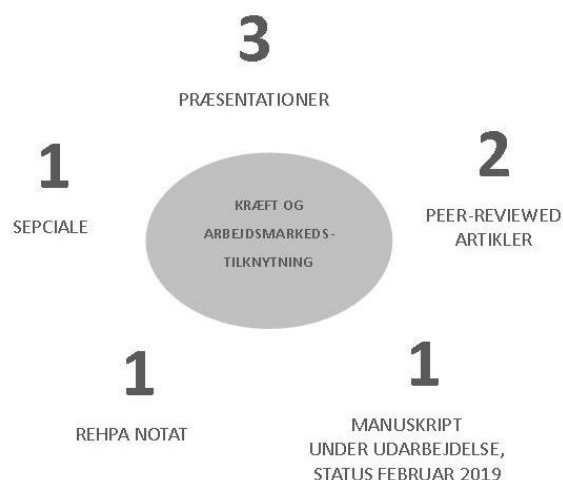 3
PRÆSENTATIONER
1
SEPCIALE
2
PEER-REVIEWED
ARTIKLER
KRÆFT OG
ARBEJDSMARKEDS-
TILKNYTNING
1
REHPA NOTAT
1
MANUSKRIPT
UNDER UDARBEJDELSE,
STATUS FEBRUAR 2019